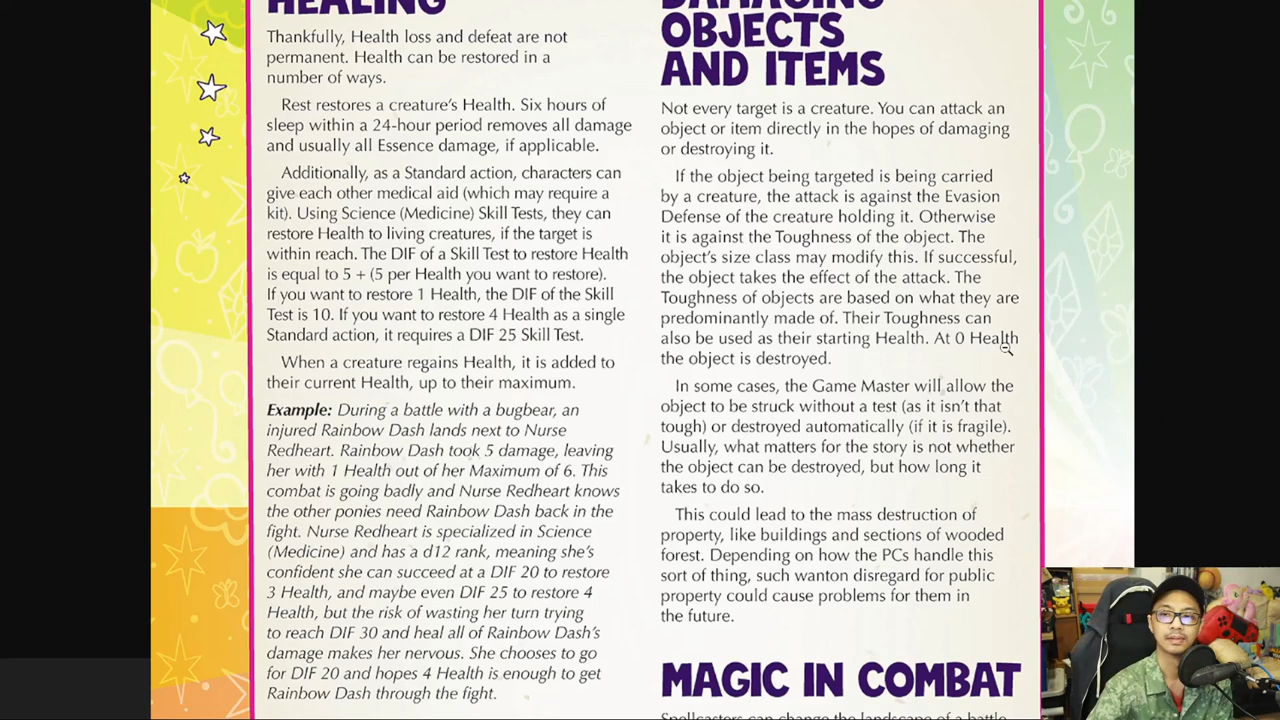 HEALING
Thankfully, Health loss and defeat are not
permanent. Health can be restored in a
number of ways.
Rest restores a creature's Health. Six hours of
sleep within a 24-hour period removes all damage
and usually all Essence damage, if applicable.
Additionally, as a Standard action, characters can
give each other medical aid (which may require a
kit). Using Science (Medicine) Skill Tests, they can
restore Health to living creatures, if the target is
within reach. The DIF of a Skill Test to restore Health
is equal to 5 + (5 per Health you want to restore).
If you want to restore 1 Health, the DIF of the Skill
Test is 10. If you want to restore 4 Health as a single
Standard action, it requires a DIF 25 Skill Test.
When a creature regains Health, it is added to
their current Health, up to their maximum.
Example: During a battle with a bugbear, an
injured Rainbow Dash lands next to Nurse
Redheart. Rainbow Dash took 5 damage, leaving
her with 1 Health out of her Maximum of 6. This
combat is going badly and Nurse Redheart knows
the other ponies need Rainbow Dash back in the
fight. Nurse Redheart is specialized in Science
(Medicine) and has a d12 rank, meaning she's
confident she can succeed at a DIF 20 to restore
3 Health, and maybe even DIF 25 to restore 4
Health, but the risk of wasting her turn trying
to reach DIF 30 and heal all of Rainbow Dash's
damage makes her nervous. She chooses to go
for DIF 20 and hopes 4 Health is enough to get
Rainbow Dash through the fight.
DAMAGING
OBJECTS
AND ITEMS
Not every target is a creature. You can attack an
object or item directly in the hopes of damaging
or destroying it.
If the object being targeted is being carried
by a creature, the attack is against the Evasion
Defense of the creature holding it. Otherwise
it is against the Toughness of the object. The
object's size class may modify this. If successful,
the object takes the effect of the attack. The
Toughness of objects are based on what they are
predominantly made of. Their Toughness can
also be used as their starting Health. At 0 Health
the object is destroyed.
In some cases, the Game Master will allow the
object to be struck without a test (as it isn't that
tough) or destroyed automatically (if it is fragile).
Usually, what matters for the story is not whether
the object can be destroyed, but how long it
takes to do so.
This could lead to the mass destruction of
property, like buildings and sections of wooded
forest. Depending on how the PCs handle this
sort of thing, such wanton disregard for public
property could cause problems for them in
the future.
MAGIC IN COMBAT
Spellcasters can change the landscape of a battle